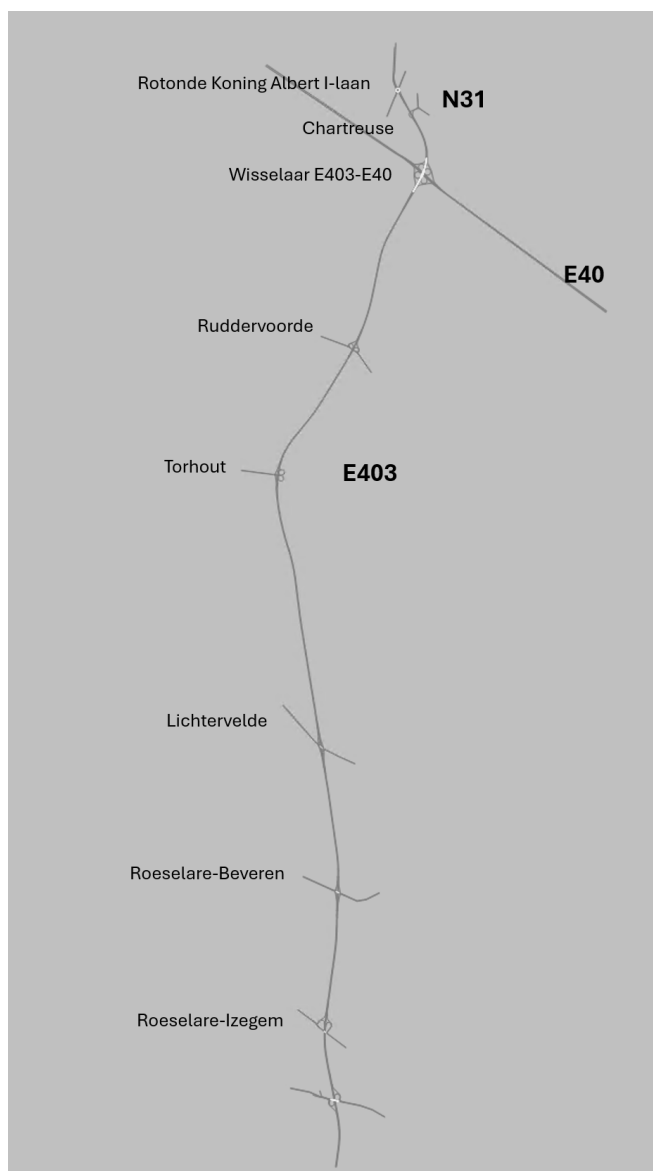 Rotonde Koning Albert I-laan
N31
Chartreuse
Wisselaar E403-E40
E40
Ruddervoorde
Torhout
E403
Lichtervelde
Roeselare-Beveren
Roeselare-Izegem